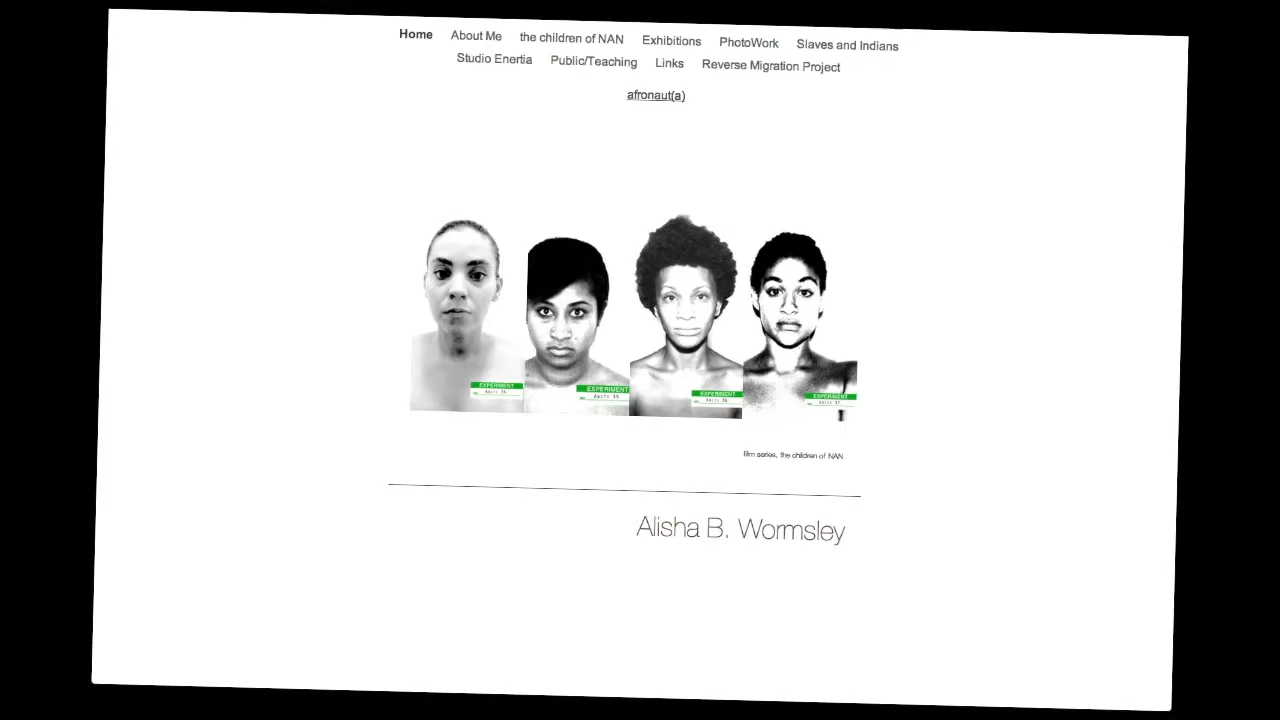 Home About Me the children of NAN Exhibitions PhotoWork Slaves and Indians
Studio Enertia Public/Teaching Links Reverse Migration Project
afronaut(a)
EXPERIMENT
EXPERIMENT
EXPERIMENT
EXPERIMENT
film series, the children of NAN
Alisha B. Wormsley